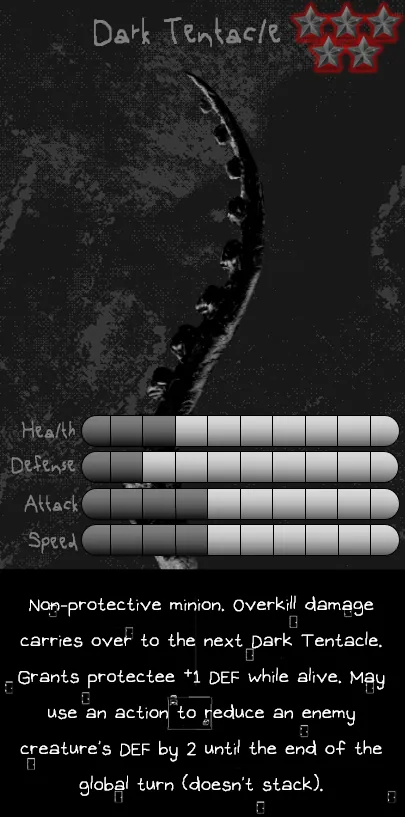 Dark Tentacle
Health
Defense
Attack
Speed
Non-protective minion. Overkill damage
carries over to the next Dark Tentacle.
Grants protectee +1 DEF while alive. May
use an action to reduce an enemy
creature's DEF by 2 until the end of the
global turn (doesn't stack).